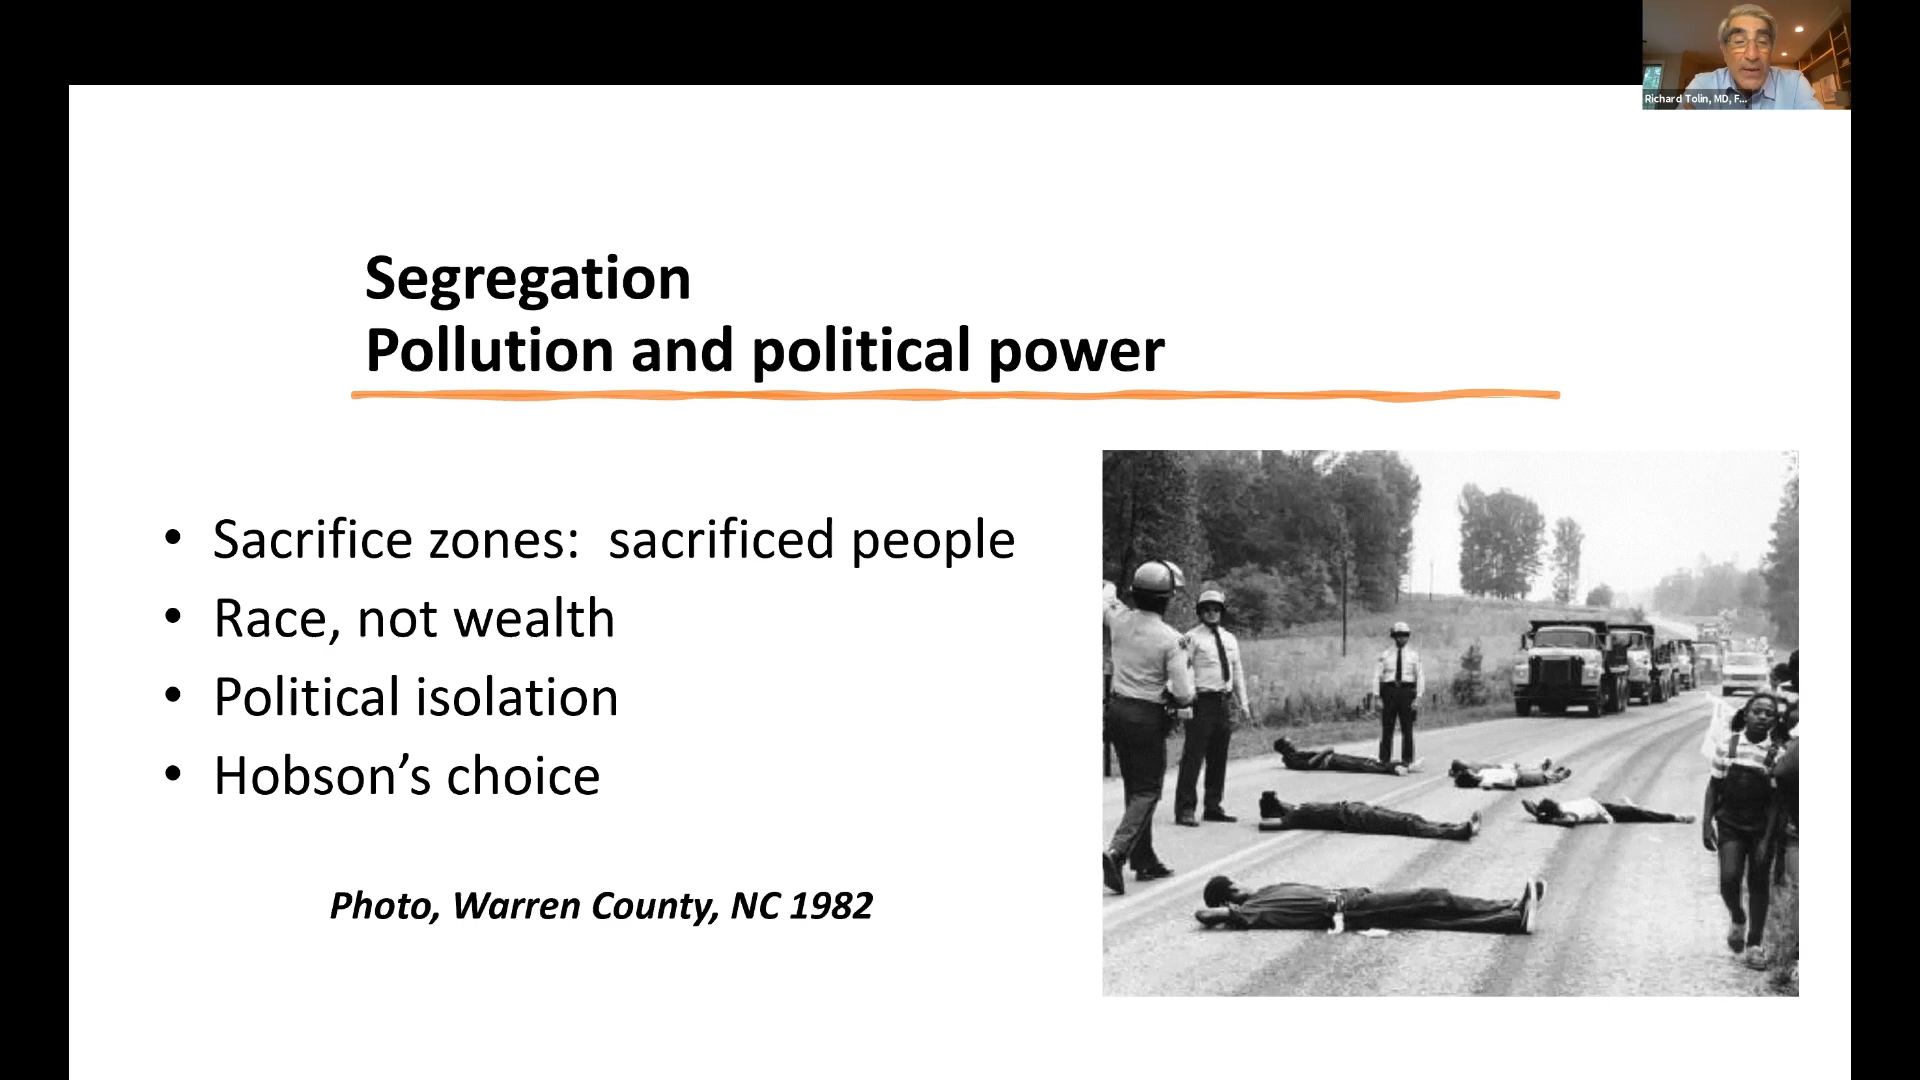 Richard Tolin, MD, F...
Segregation
Pollution and political power
• Sacrifice zones:  sacrificed people
• Race, not wealth
• Political isolation
• Hobson’s choice
Photo, Warren County, NC 1982